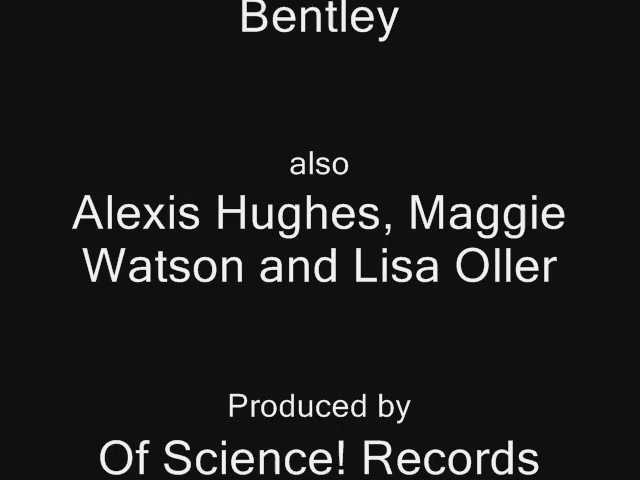 Bentley
also
Alexis Hughes, Maggie
Watson and Lisa Oller
Produced by
Of Science! Records